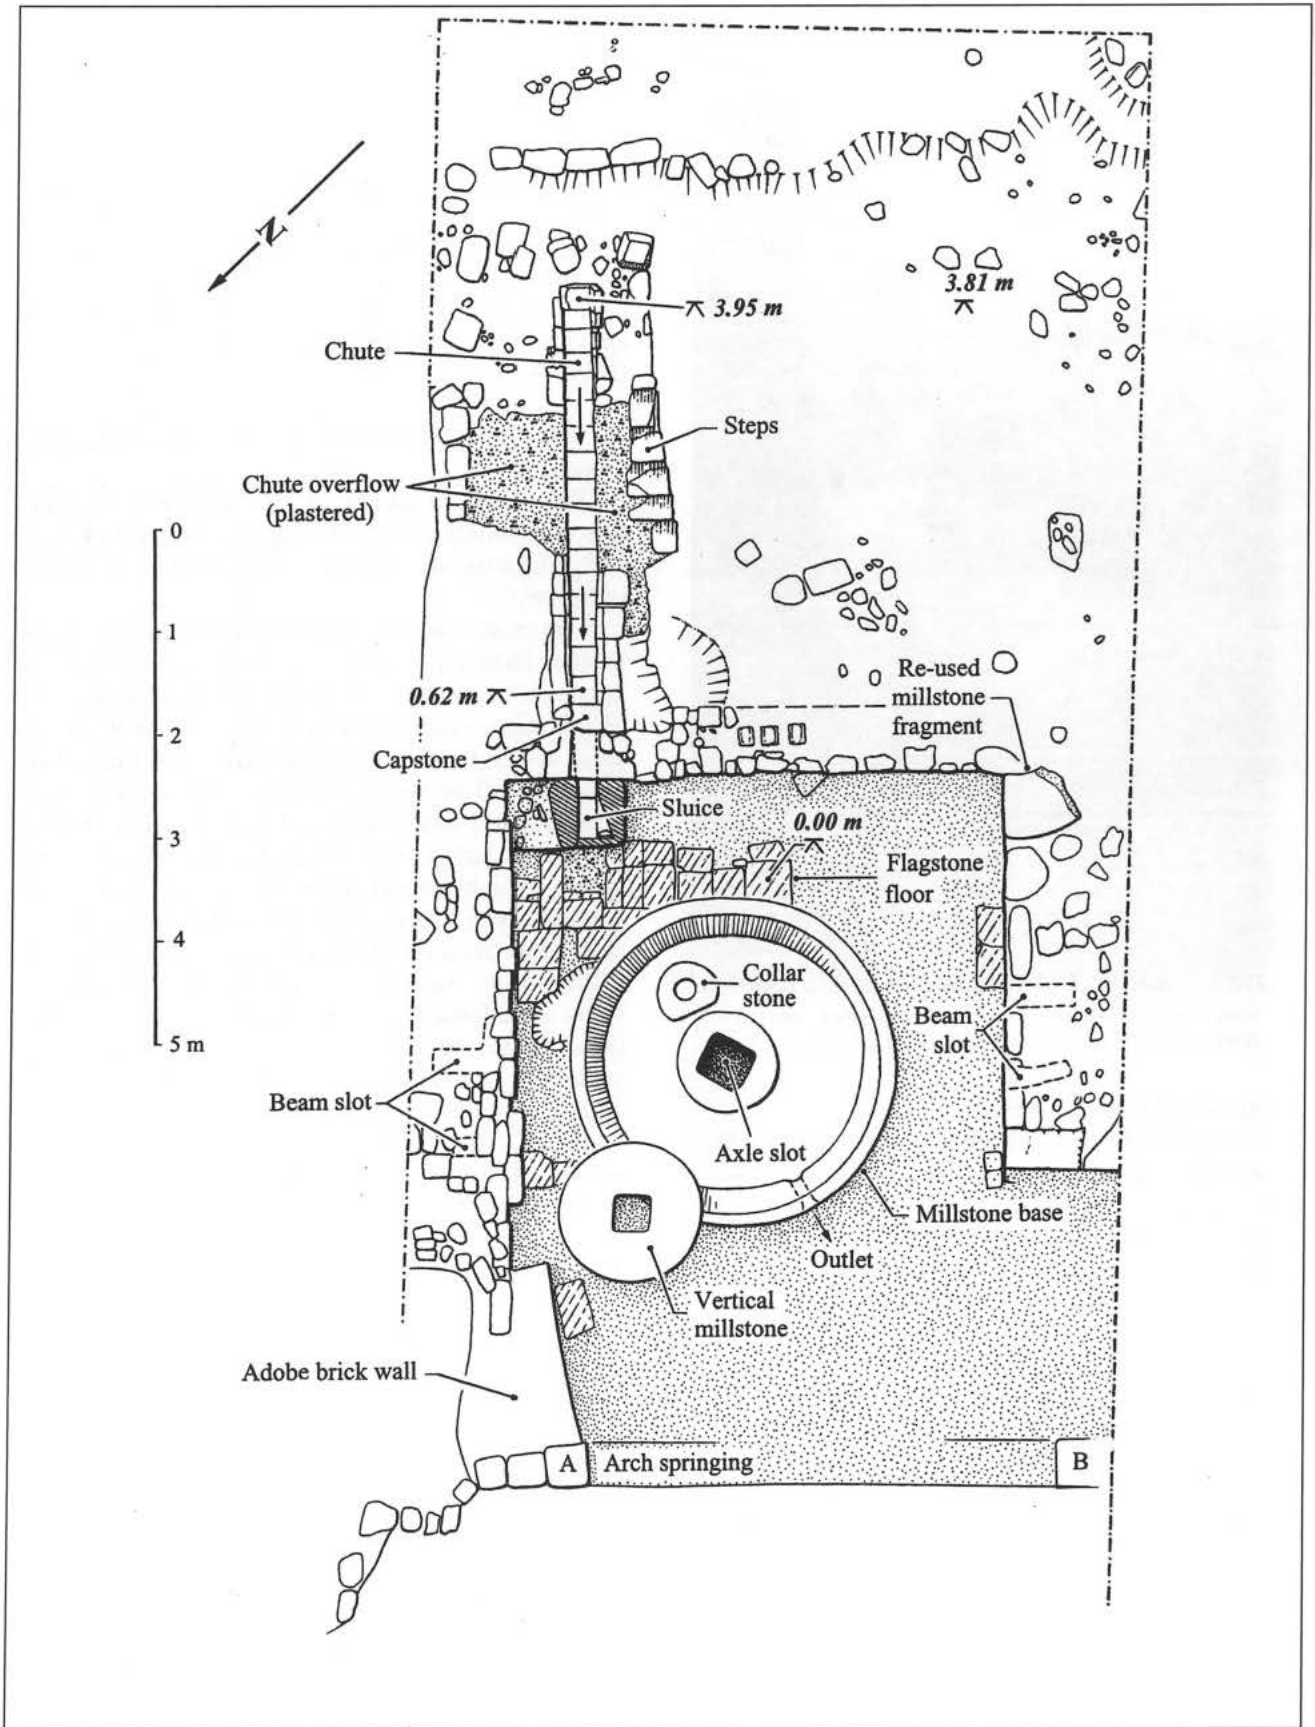 N
3.81 m
3.95 m
Chute
Steps
Chute overflow
(plastered)
0
1
2
3
4
5 m
Re-used
millstone
fragment
0.62 m
Capstone
Sluice
0.00 m
Flagstone
floor
Collar
stone
Beam
slot
Beam slot
Axle slot
Millstone base
Outlet
Vertical
millstone
Adobe brick wall
A
Arch springing
B